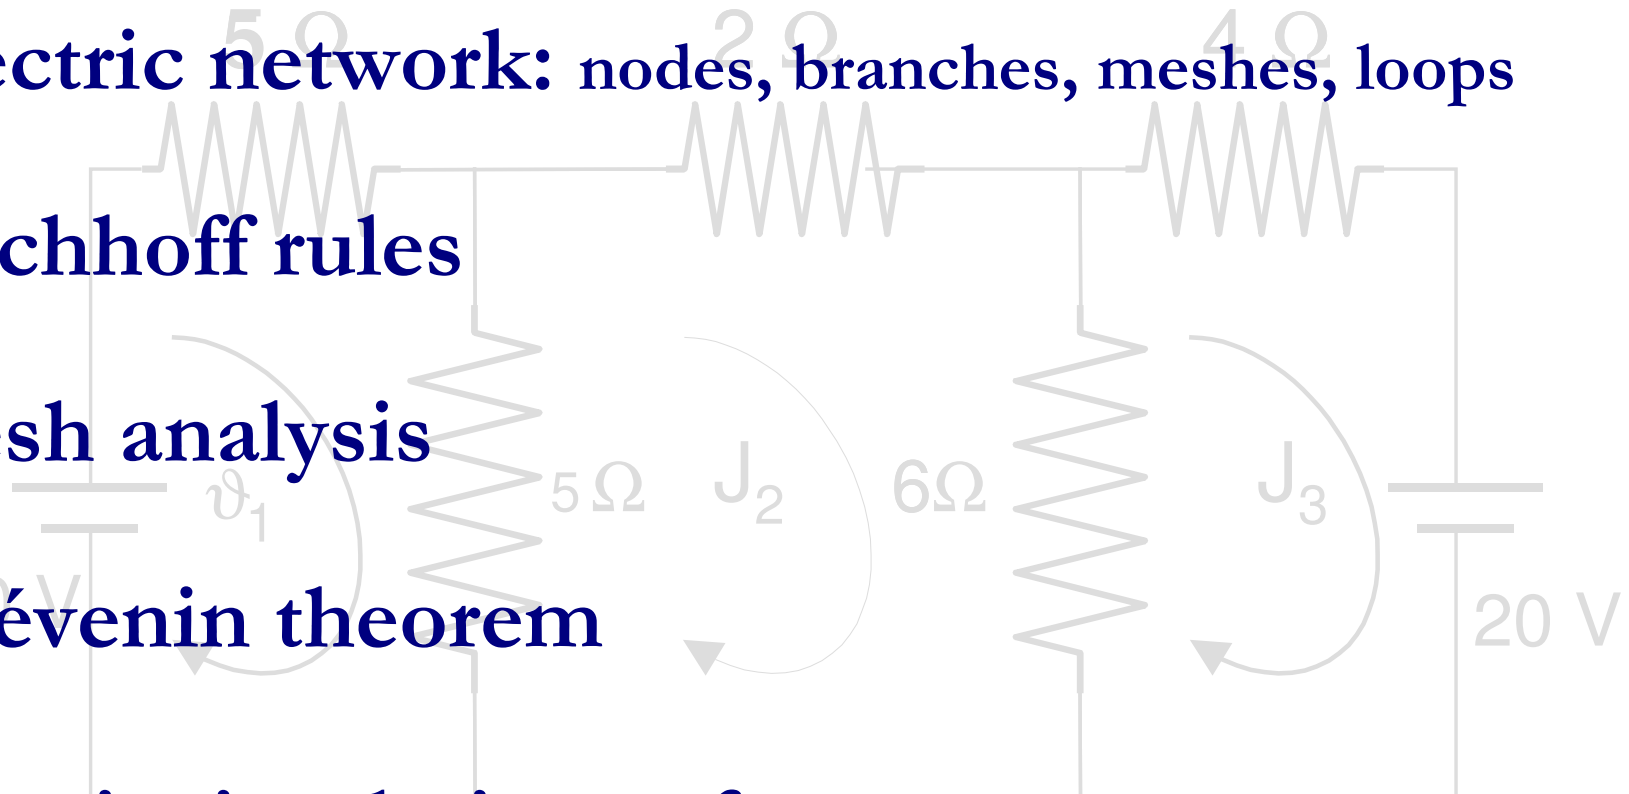 5 Ω 2 Ω 4 Ω
ectric network: nodes, branches, meshes, loops
chhoff rules
esh analysis
ϑ1 5 Ω J2 6Ω J3
évenin theorem
V 20 V